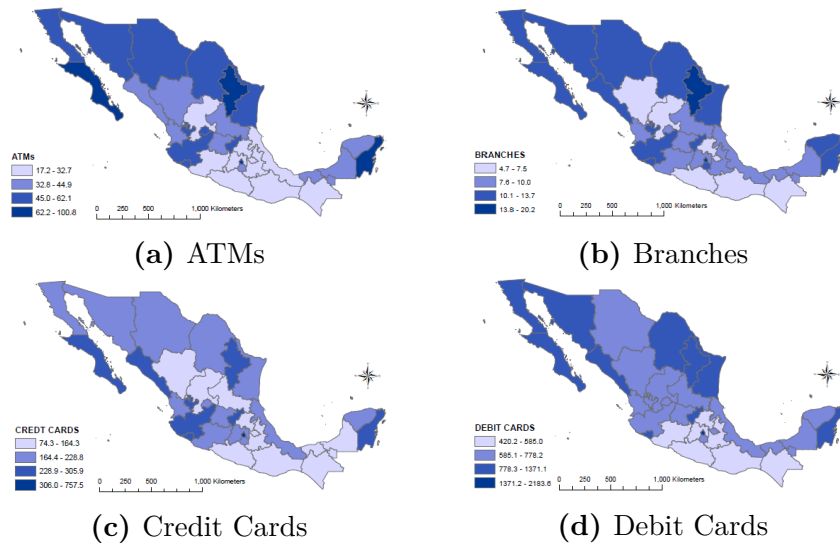 ATMs
17.2 - 32.7
32.8 - 44.9
45.0 - 62.1
62.2 - 100.8
0 250 500 1,000 Kilometers
(a) ATMs
BRANCHES
4.7 - 7.5
7.6 - 10.0
10.1 - 13.7
13.8 - 20.2
0 250 500 1,000 Kilometers
(b) Branches
CREDT CARDS
74.3 - 164.3
164.4 - 228.8
228.9 - 305.9
306.0 - 757.5
0 250 500 1,000 Kilometers
(c) Credit Cards
DEBIT CARDS
420.2 - 585.0
585.1 - 778.2
778.3 - 1371.1
1371.2 - 2183.6
0 250 500 1,000 Kilometers
(d) Debit Cards